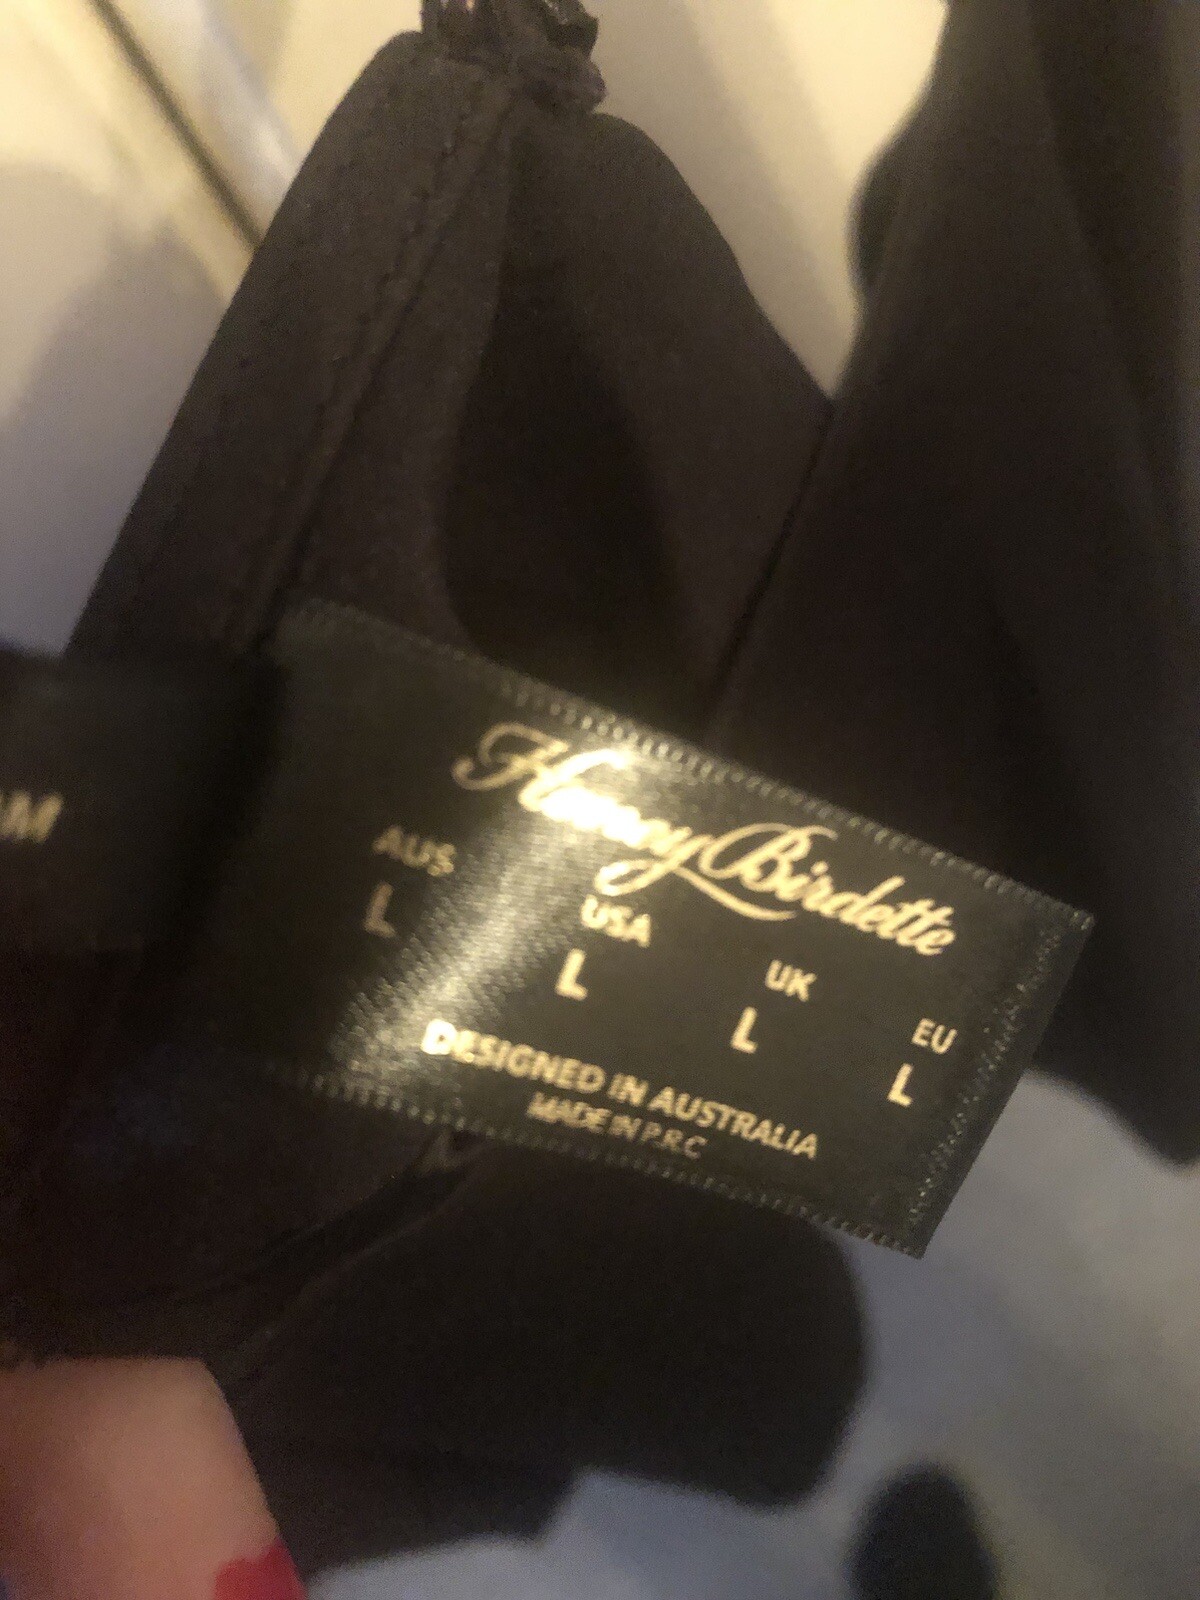 Honey Birdette
AUS USA UK EU
L L L L
DESIGNED IN AUSTRALIA
MADE IN P.R.C